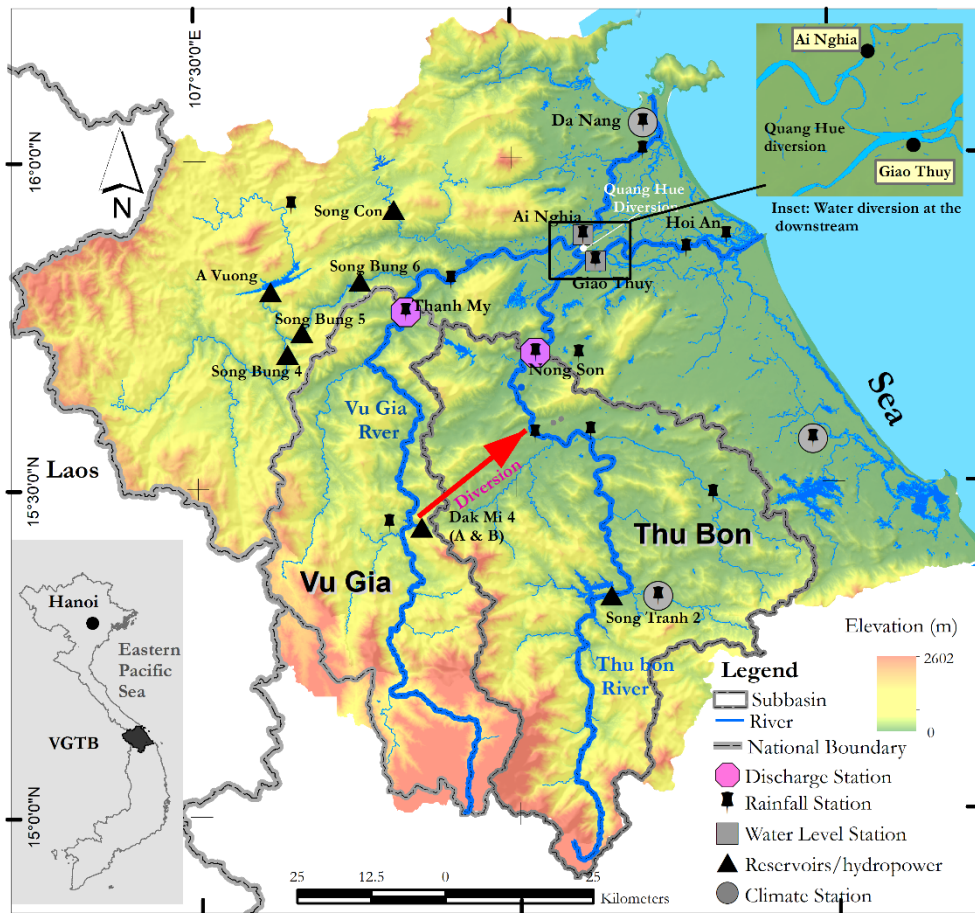 107°30'0"E
16°0'0"N
15°30'0"N
15°0'0"N
N
Da Nang
Quang Hue
Diversion
Ai Nghia
Hoi An
Giao Thuy
Song Con
A Vuong
Song Bung 6
Song Bung 5
Song Bung 4
Thanh My
Nong Son
Vu Gia
Rver
Diversion
Dak Mi 4
(A & B)
Laos
Vu Gia
Thu Bon
Song Tranh 2
Thu bon
River
Sea
Ai Nghia
Quang Hue
diversion
Giao Thuy
Inset: Water diversion at the
downstream
Hanoi
Eastern
Pacific
Sea
VGTB
Elevation (m)
2602
0
Legend
Subbasin
River
National Boundary
Discharge Station
Rainfall Station
Water Level Station
Reservoirs/hydropower
Climate Station
25 12.5 0 25
Kilometers